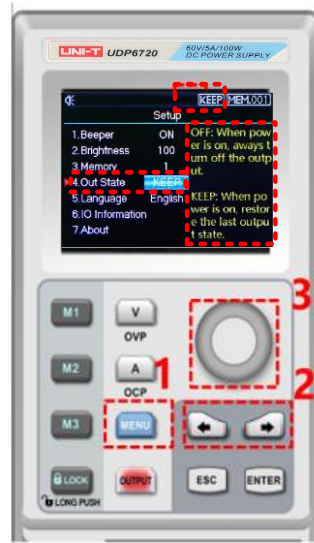 UNI-T UDP6720 60V/5A/100W
DC POWER SUPPLY
KEEP MEM.001
Setup
1.Beeper ON
2.Brightness 100
3.Memory 1
4.Out State KEEP
5.Language English
6.IO Information
7.About
OFF: When pow
er is on, aways t
urn off the outp
ut.
KEEP: When po
wer is on, restor
e the last outpu
t state.
3
M1 V
OVP
M2 A 1
OCP
2
M3 MENU
LOCK OUTPUT ESC ENTER
LONG PUSH